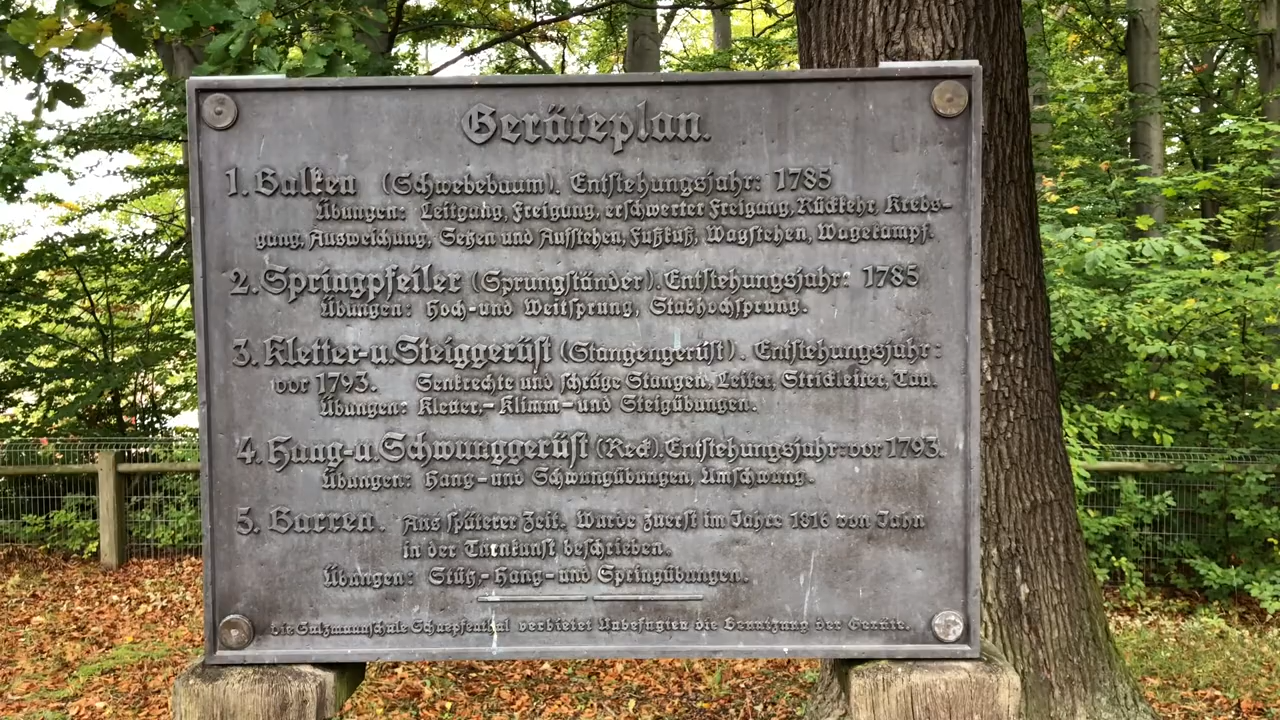 Geräteplan.
1. Balken (Schwebebaum). Entstehungsjahr: 1785
Übungen: Leitgang, Freigang, erschwerter Freigang, Rückkehr, Krebs-
gang, Ausweichung, Setzen und Aufstehen, Fußkuß, Wagstehen, Wagekampf.
2. Springpfeiler (Sprungständer). Entstehungsjahr: 1785
Übungen: Hoch-und Weitsprung, Stabhochsprung.
3. Kletter-u. Steiggerüst (Stangengerüst). Entstehungsjahr:
vor 1793. Senkrechte und schräge Stangen, Leiter, Strickleiter, Tau.
Übungen: Kletter,-Klimm-und Steigübungen.
4. Hang-u. Schwunggerüst (Reck). Entstehungsjahr: vor 1793.
Übungen: Hang-und Schwungübungen, Umschwung.
5. Barren. Aus späterer Zeit. Wurde zuerst im Jahre 1816 von Jahn
in der Turnkunst beschrieben.
Übungen: Stütz,-Hang-und Springübungen.
Die Salzmannschule Schnepfenthal verbietet Unbefugten die Benutzung der Geräte.